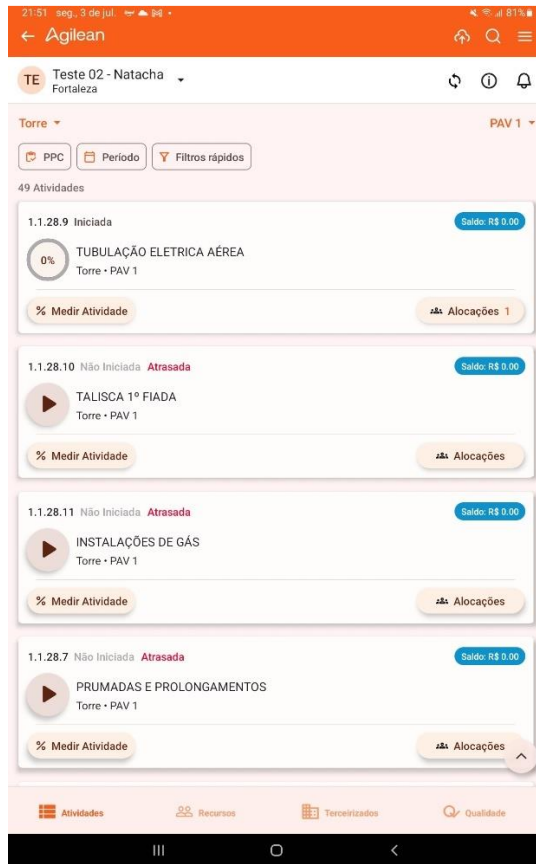 21:51 seg., 3 de jul.
81%
Agilean
TE Teste 02 - Natacha
Fortaleza
Torre PAV 1
PPC Período Filtros rápidos
49 Atividades
1.1.28.9 Iniciada Saldo: R$ 0.00
0% TUBULAÇÃO ELETRICA AÉREA
Torre • PAV 1
% Medir Atividade Alocações 1
1.1.28.10 Não Iniciada Atrasada Saldo: R$ 0.00
TALISCA 1º FIADA
Torre • PAV 1
% Medir Atividade Alocações
1.1.28.11 Não Iniciada Atrasada Saldo: R$ 0.00
INSTALAÇÕES DE GÁS
Torre • PAV 1
% Medir Atividade Alocações
1.1.28.7 Não Iniciada Atrasada Saldo: R$ 0.00
PRUMADAS E PROLONGAMENTOS
Torre • PAV 1
% Medir Atividade Alocações
Atividades Recursos Terceirizados Qualidade